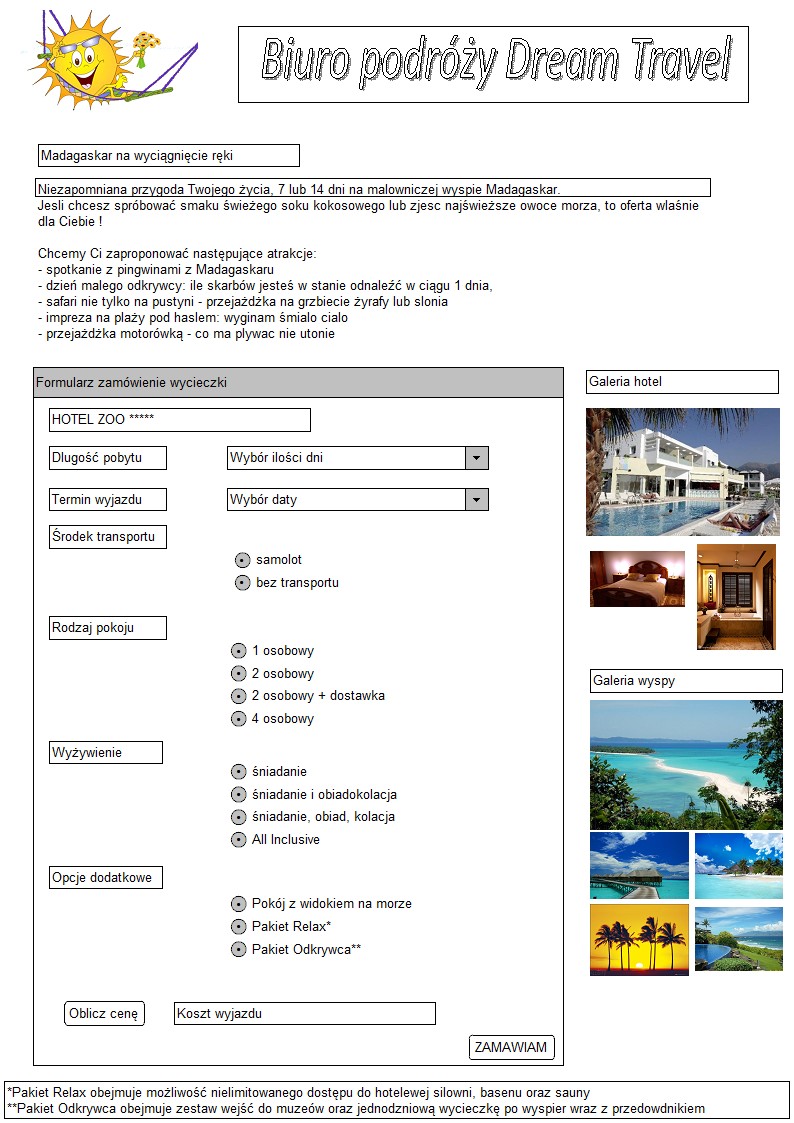 Biuro podróży Dream Travel
Madagaskar na wyciągnięcie ręki
Niezapomniana przygoda Twojego życia, 7 lub 14 dni na malowniczej wyspie Madagaskar.
Jesli chcesz spróbować smaku świeżego soku kokosowego lub zjesc najświeższe owoce morza, to oferta wlaśnie
dla Ciebie !
Chcemy Ci zaproponować następujące atrakcje:
- spotkanie z pingwinami z Madagaskaru
- dzień malego odkrywcy: ile skarbów jesteś w stanie odnaleźć w ciągu 1 dnia,
- safari nie tylko na pustyni - przejażdżka na grzbiecie żyrafy lub slonia
- impreza na plaży pod haslem: wyginam śmialo cialo
- przejażdżka motorówką - co ma plywac nie utonie
Formularz zamówienie wycieczki
HOTEL ZOO *****
Dlugość pobytu
Wybór ilości dni
Termin wyjazdu
Wybór daty
Środek transportu
samolot
bez transportu
Rodzaj pokoju
1 osobowy
2 osobowy
2 osobowy + dostawka
4 osobowy
Wyżywienie
śniadanie
śniadanie i obiadokolacja
śniadanie, obiad, kolacja
All Inclusive
Opcje dodatkowe
Pokój z widokiem na morze
Pakiet Relax*
Pakiet Odkrywca**
Oblicz cenę
Koszt wyjazdu
ZAMAWIAM
Galeria hotel
Galeria wyspy
*Pakiet Relax obejmuje możliwość nielimitowanego dostępu do hotelewej silowni, basenu oraz sauny
**Pakiet Odkrywca obejmuje zestaw wejść do muzeów oraz jednodzniową wycieczkę po wyspier wraz z przedowdnikiem